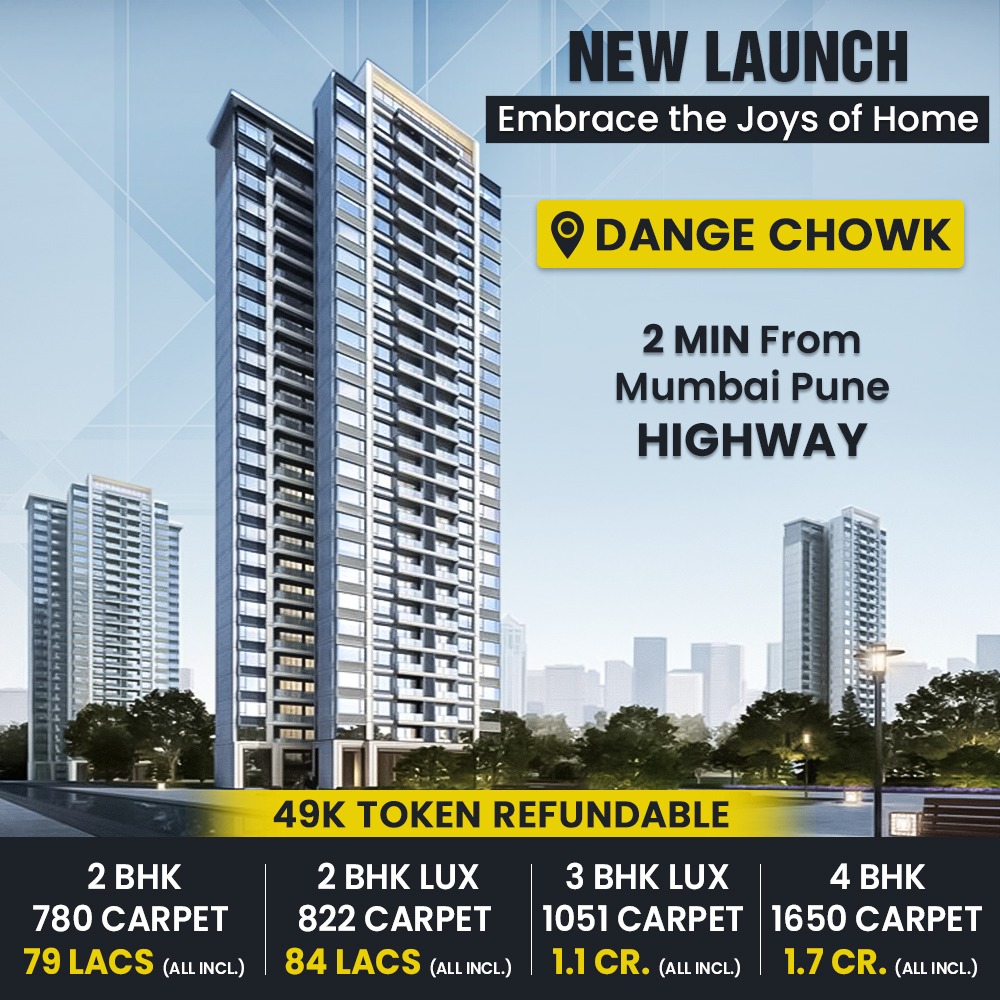 NEW LAUNCH
Embrace the Joys of Home
DANGE CHOWK
2 MIN From
Mumbai Pune
HIGHWAY
49K TOKEN REFUNDABLE
2 BHK
780 CARPET
79 LACS (ALL INCL.)
2 BHK LUX
822 CARPET
84 LACS (ALL INCL.)
3 BHK LUX
1051 CARPET
1.1 CR. (ALL INCL.)
4 BHK
1650 CARPET
1.7 CR. (ALL INCL.)